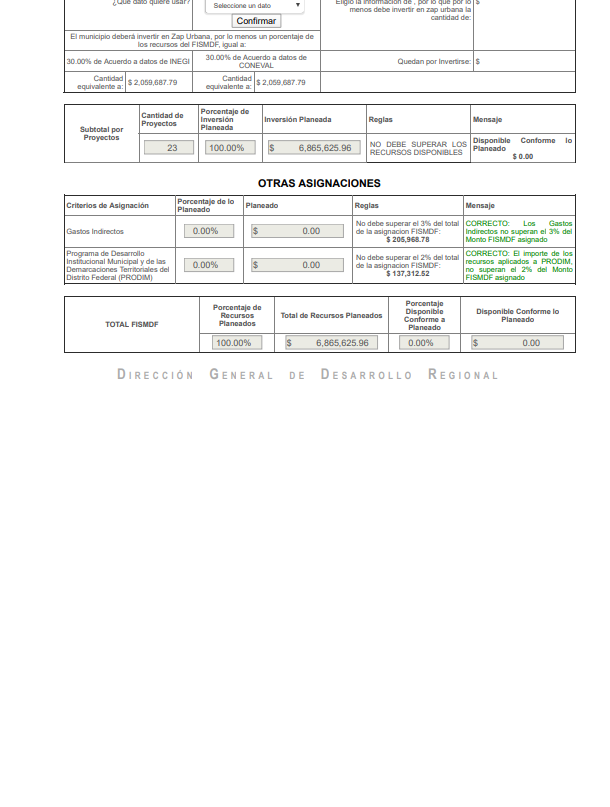 ¿Qué dato quiere usar?
Seleccione un dato
Confirmar
Eligió la información de , por lo que por lo
menos debe invertir en zap urbana la
cantidad de:
$
El municipio deberá invertir en Zap Urbana, por lo menos un porcentaje de
los recursos del FISMDF, igual a:
30.00% de Acuerdo a datos de INEGI
30.00% de Acuerdo a datos de
CONEVAL
Quedan por Invertirse:
$
Cantidad
equivalente a:
$ 2,059,687.79
Cantidad
equivalente a:
$ 2,059,687.79
Subtotal por
Proyectos
Cantidad de
Proyectos
Porcentaje de
Inversión
Planeada
Inversión Planeada
Reglas
Mensaje
23
100.00%
$ 6,865,625.96
NO DEBE SUPERAR LOS
RECURSOS DISPONIBLES
Disponible Conforme lo
Planeado
$ 0.00
OTRAS ASIGNACIONES
Criterios de Asignación
Porcentaje de lo
Planeado
Planeado
Reglas
Mensaje
Gastos Indirectos
0.00%
$ 0.00
No debe superar el 3% del total
de la asignacion FISMDF:
$ 205,968.78
CORRECTO: Los Gastos
Indirectos no superan el 3% del
Monto FISMDF asignado
Programa de Desarrollo
Institucional Municipal y de las
Demarcaciones Territoriales del
Distrito Federal (PRODIM)
0.00%
$ 0.00
No debe superar el 2% del total
de la asignacion FISMDF:
$ 137,312.52
CORRECTO: El importe de los
recursos aplicados a PRODIM,
no superan el 2% del Monto
FISMDF asignado
TOTAL FISMDF
Porcentaje de
Recursos
Planeados
Total de Recursos Planeados
Porcentaje
Disponible
Conforme a
Planeado
Disponible Conforme lo
Planeado
100.00%
$ 6,865,625.96
0.00%
$ 0.00
DIRECCIÓN GENERAL DE DESARROLLO REGIONAL